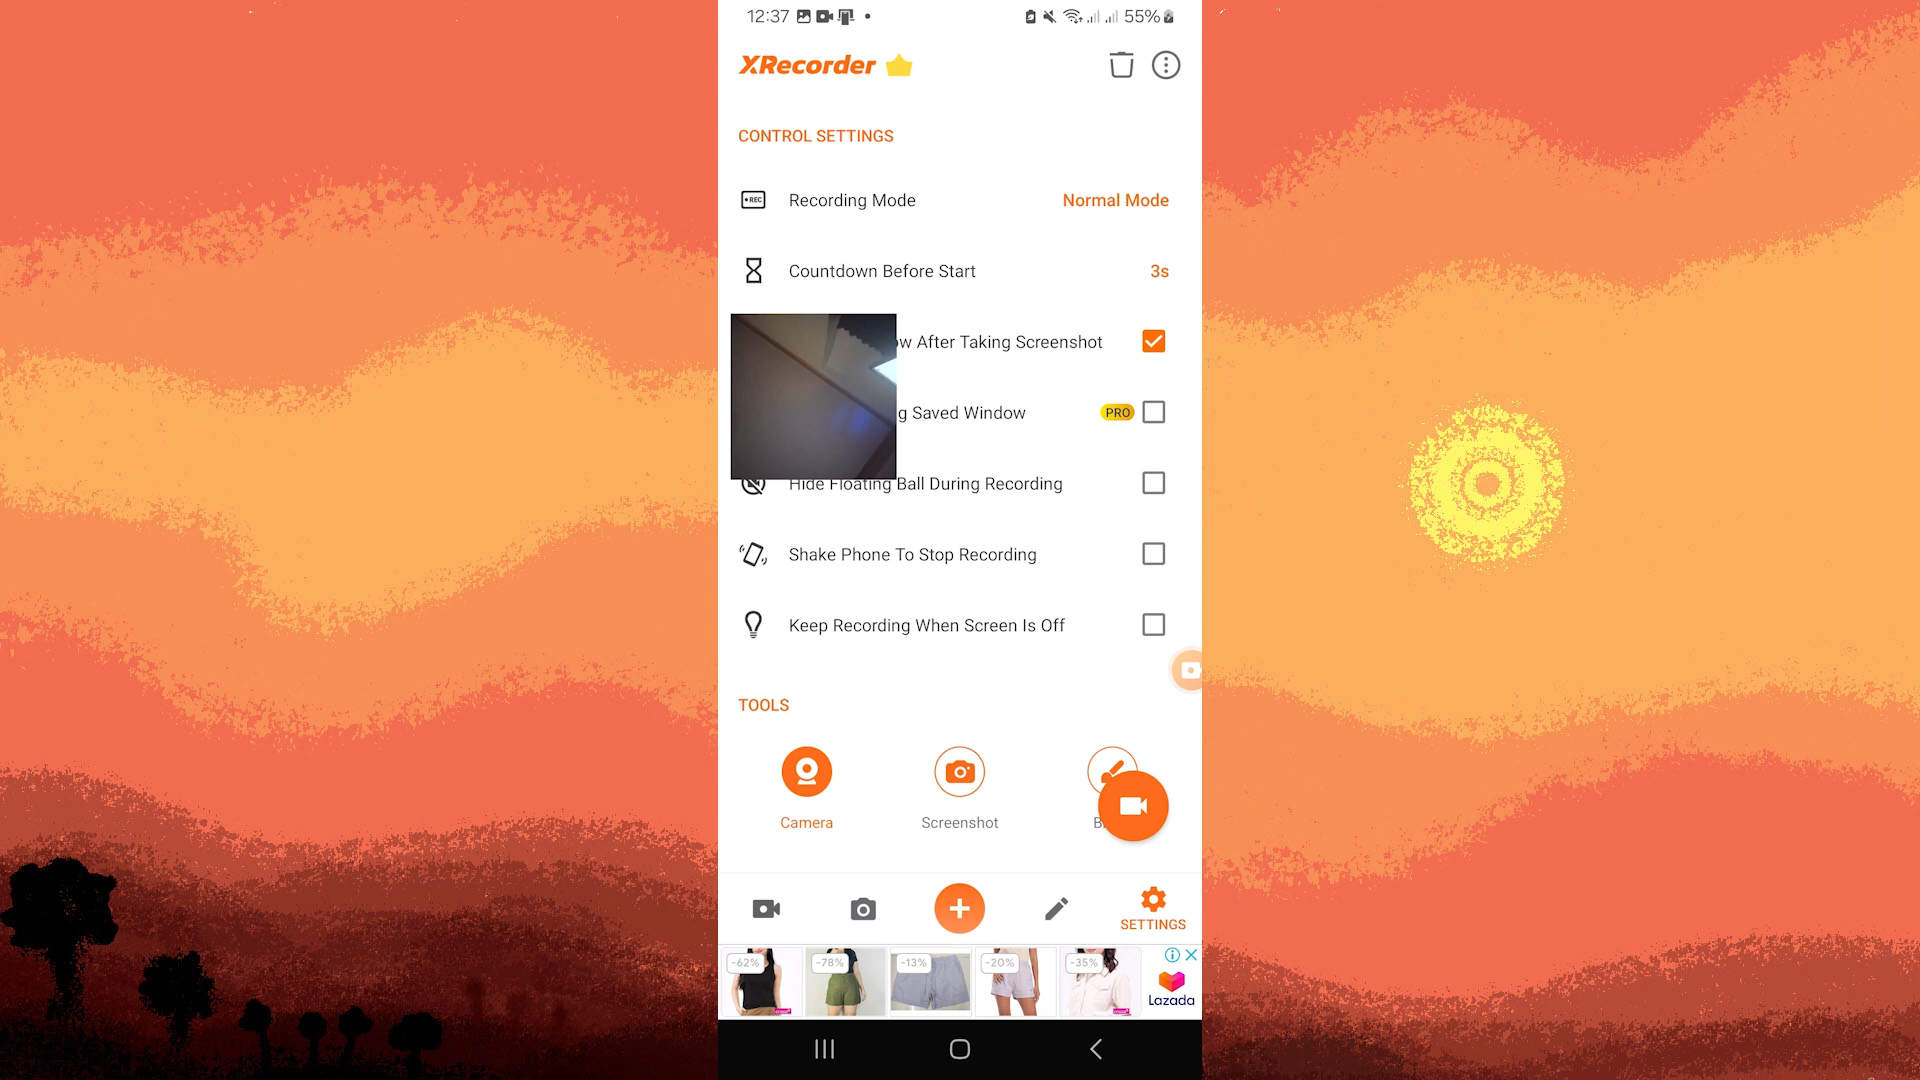 12:37 55%
XRecorder
CONTROL SETTINGS
REC Recording Mode Normal Mode
Countdown Before Start 3s
After Taking Screenshot
Saved Window PRO
Hide Floating Ball During Recording
Shake Phone To Stop Recording
Keep Recording When Screen Is Off
TOOLS
Camera Screenshot
SETTINGS
-62% -78% -13% -20% -35%
Lazada